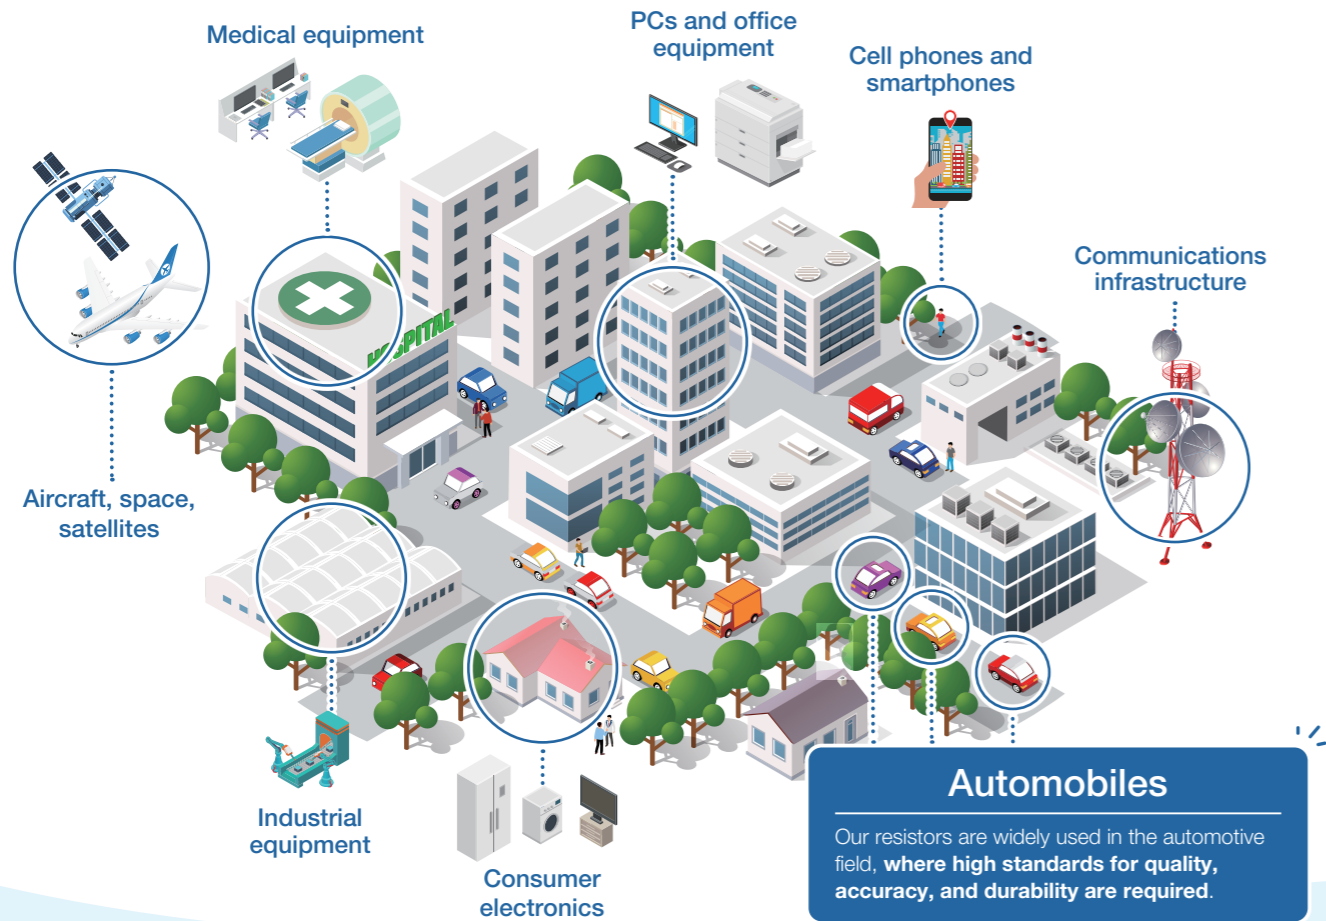 Medical equipment
PCs and office
equipment
Cell phones and
smartphones
Communications
infrastructure
HOSPITAL
Aircraft, space,
satellites
Industrial
equipment
Consumer
electronics
Automobiles
Our resistors are widely used in the automotive
field, where high standards for quality,
accuracy, and durability are required.